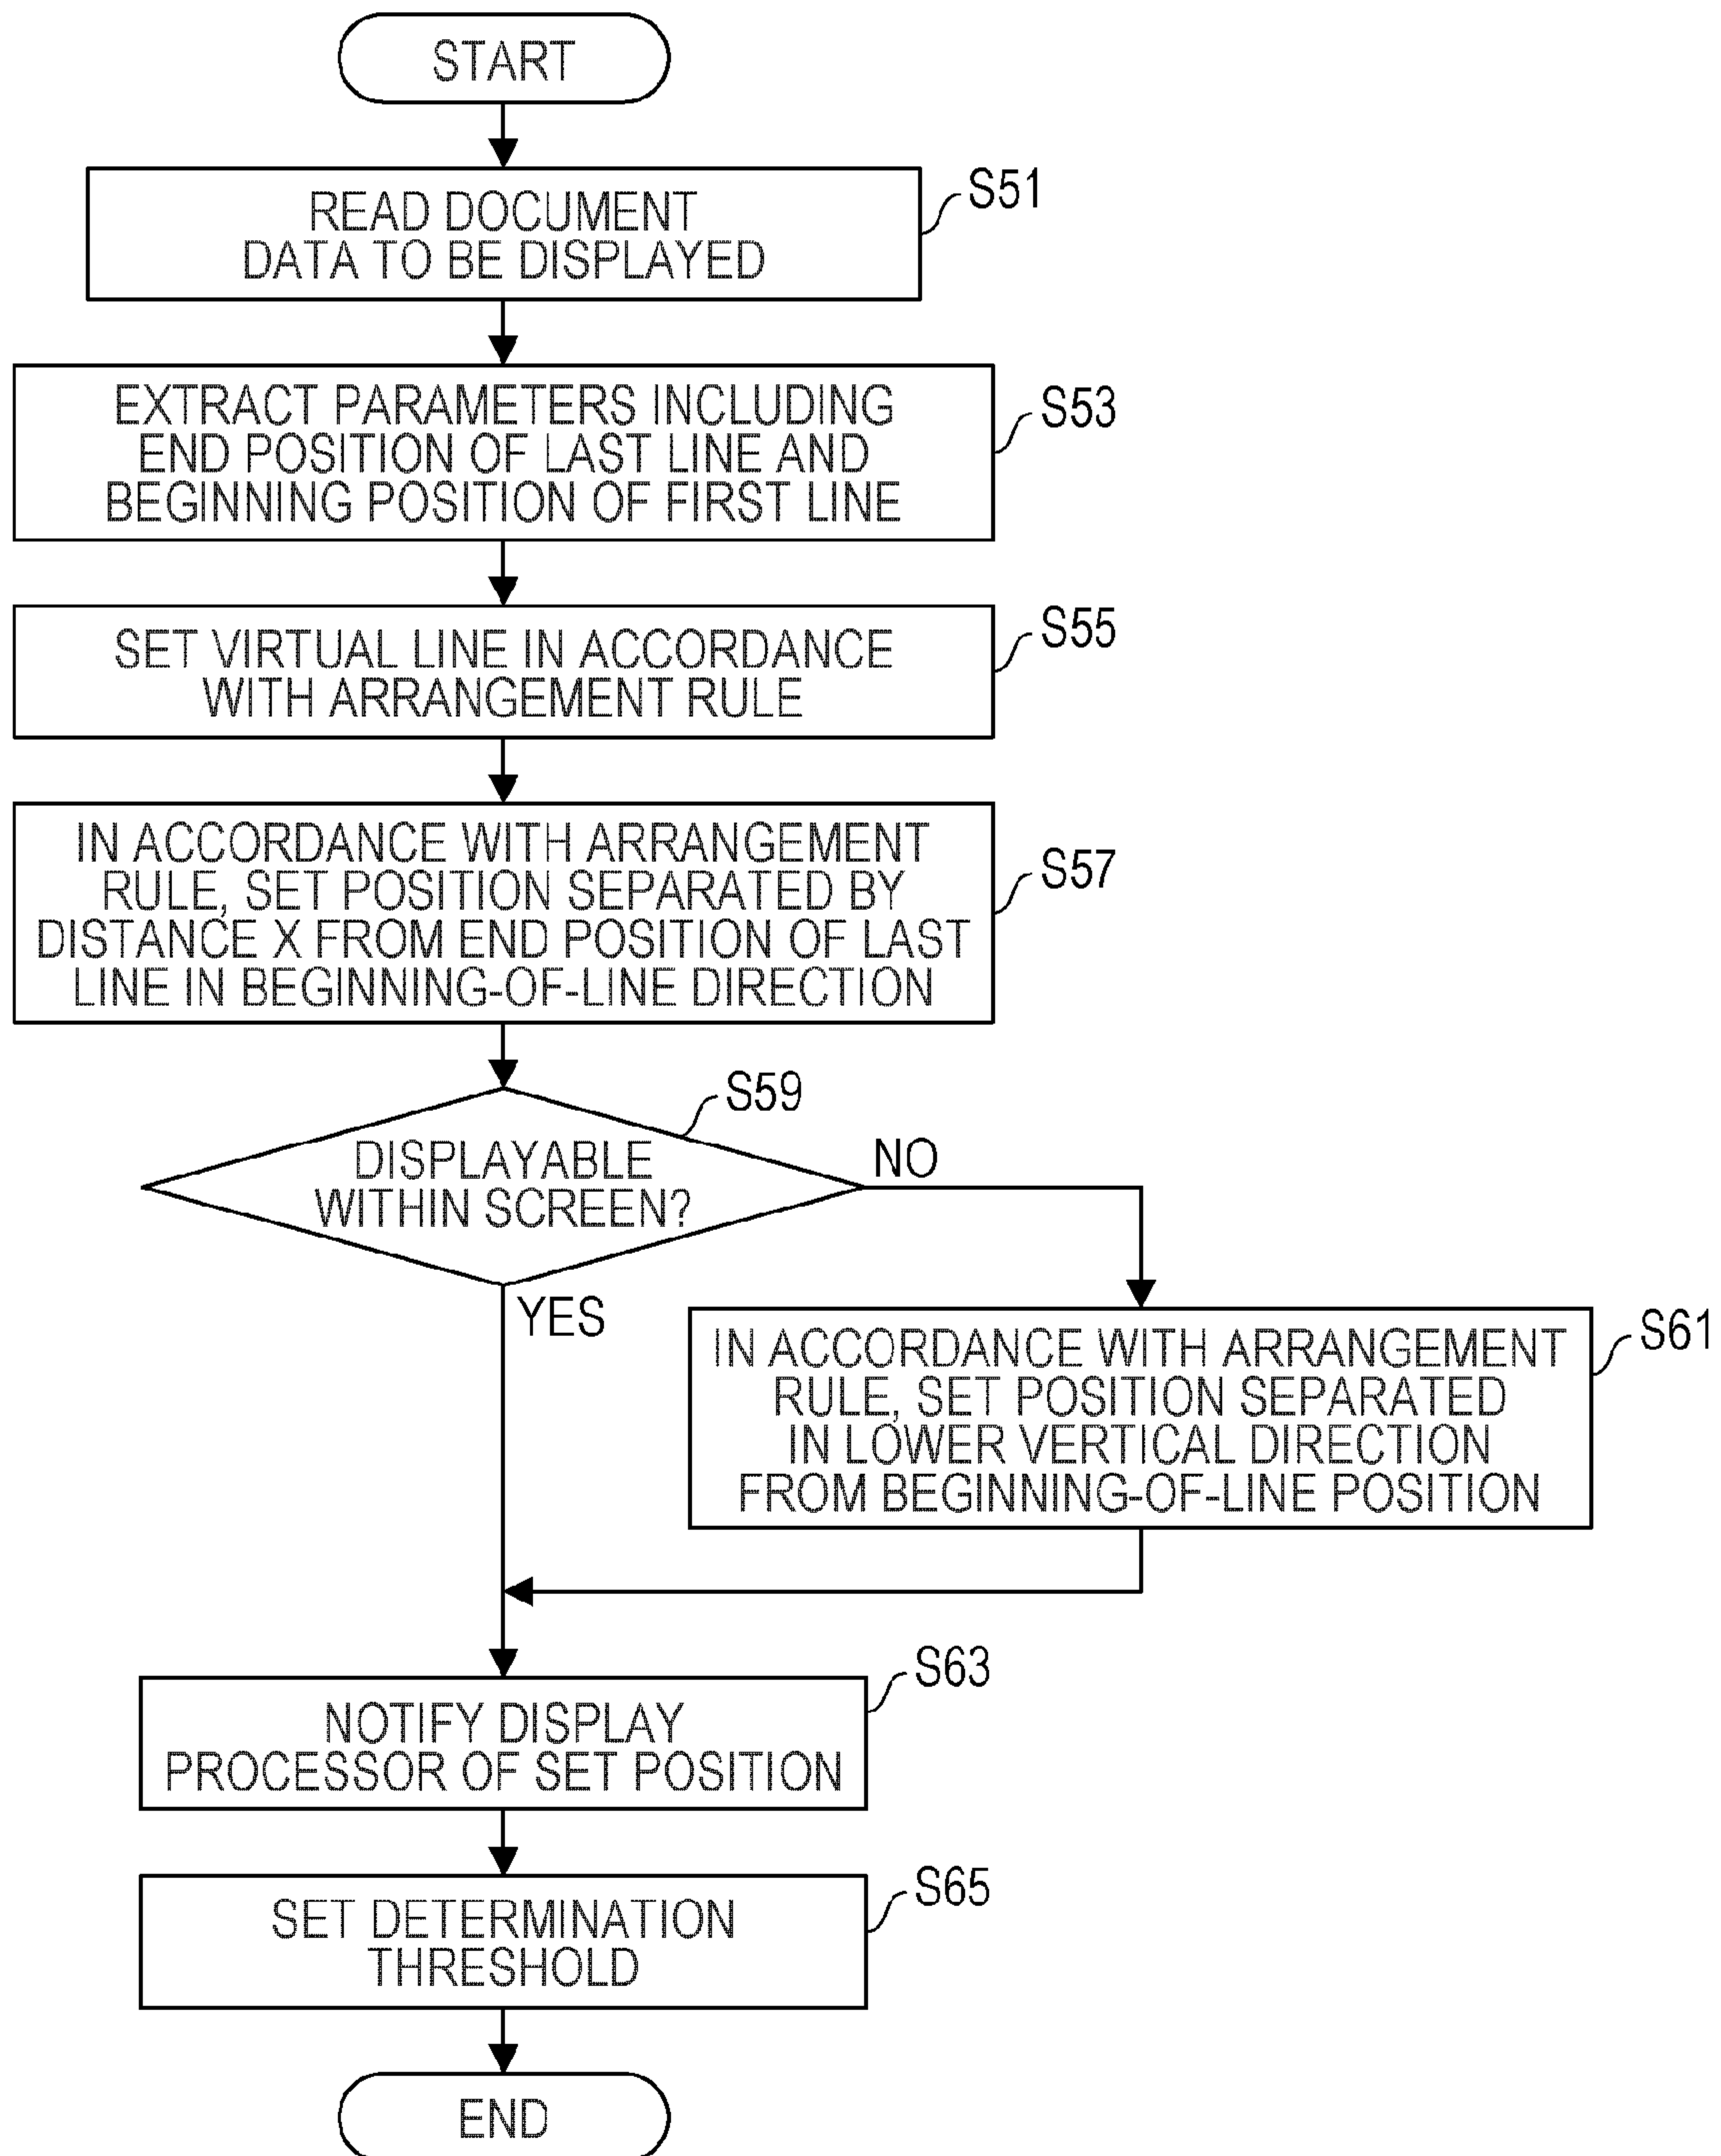 START
READ DOCUMENT
DATA TO BE DISPLAYED
S51
EXTRACT PARAMETERS INCLUDING
END POSITION OF LAST LINE AND
BEGINNING POSITION OF FIRST LINE
S53
SET VIRTUAL LINE IN ACCORDANCE
WITH ARRANGEMENT RULE
S55
IN ACCORDANCE WITH ARRANGEMENT
RULE, SET POSITION SEPARATED BY
DISTANCE X FROM END POSITION OF LAST
LINE IN BEGINNING-OF-LINE DIRECTION
S57
DISPLAYABLE
WITHIN SCREEN?
S59
NO
YES
IN ACCORDANCE WITH ARRANGEMENT
RULE, SET POSITION SEPARATED
IN LOWER VERTICAL DIRECTION
FROM BEGINNING-OF-LINE POSITION
S61
NOTIFY DISPLAY
PROCESSOR OF SET POSITION
S63
SET DETERMINATION
THRESHOLD
S65
END